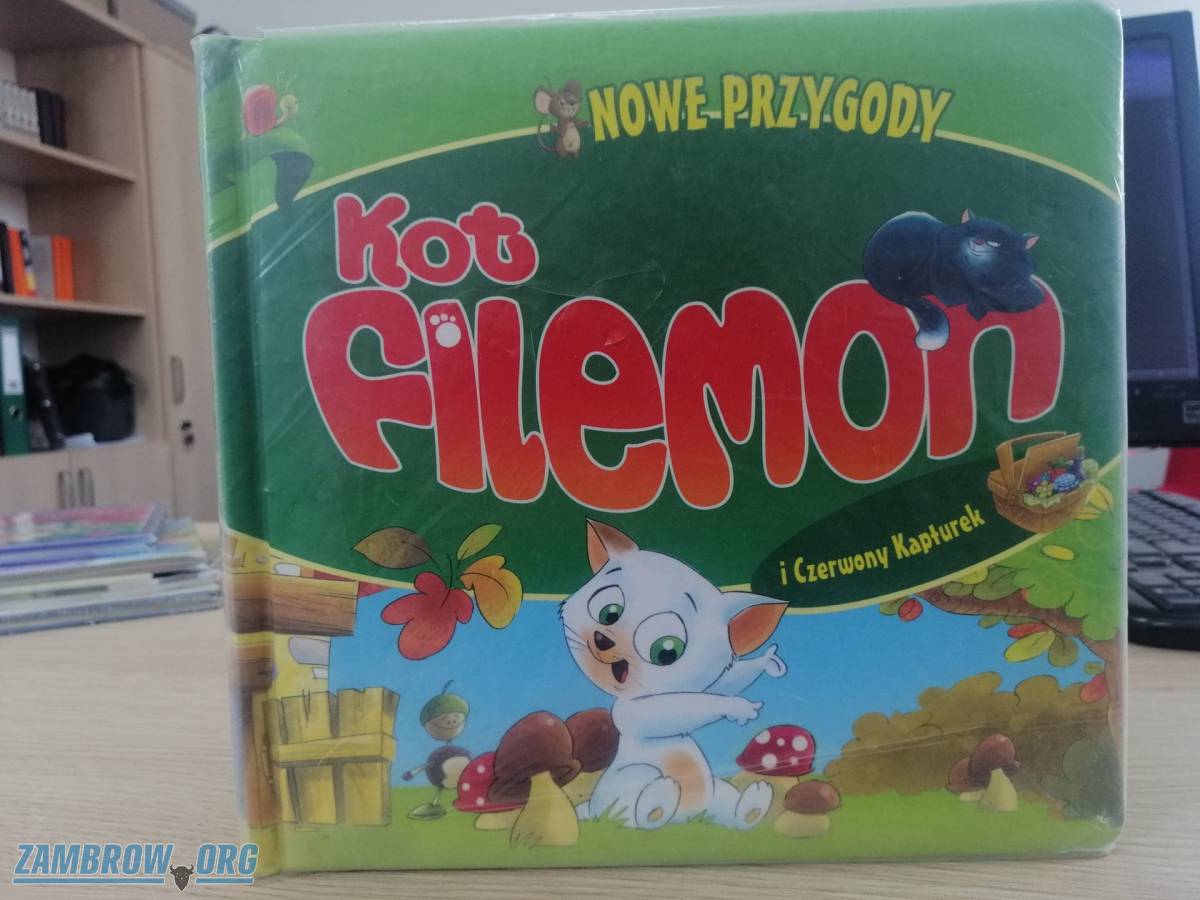 NOWE PRZYGODY
Kot
Filemon
i Czerwony Kapturek
ZAMBROW.ORG